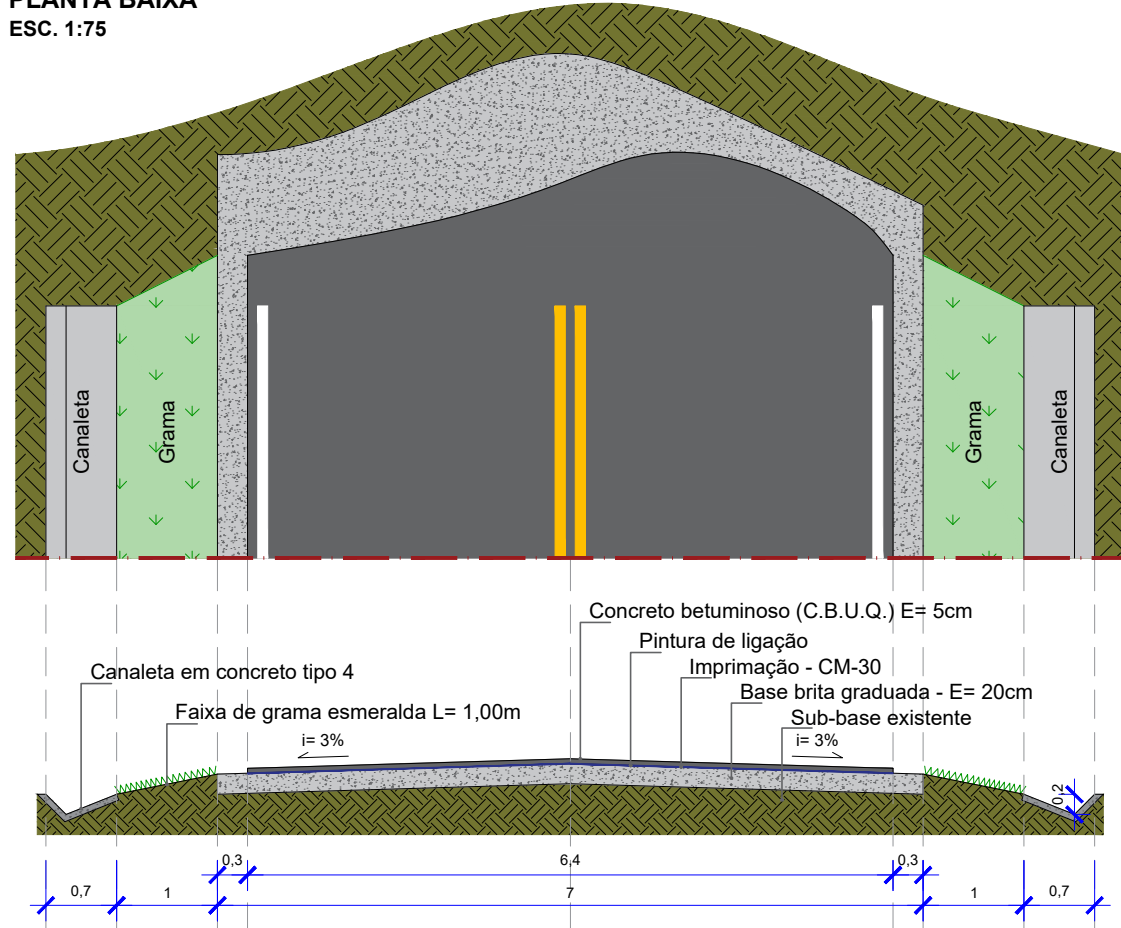 PLANTA BAIXA
ESC. 1:75
Canaleta
Grama
Grama
Canaleta
Concreto betuminoso (C.B.U.Q.) E= 5cm
Pintura de ligação
Imprimação - CM-30
Base brita graduada - E= 20cm
Sub-base existente
Canaleta em concreto tipo 4
Faixa de grama esmeralda L= 1,00m
i= 3%
i= 3%
0,2
0,3
6,4
0,3
0,7
1
7
1
0,7